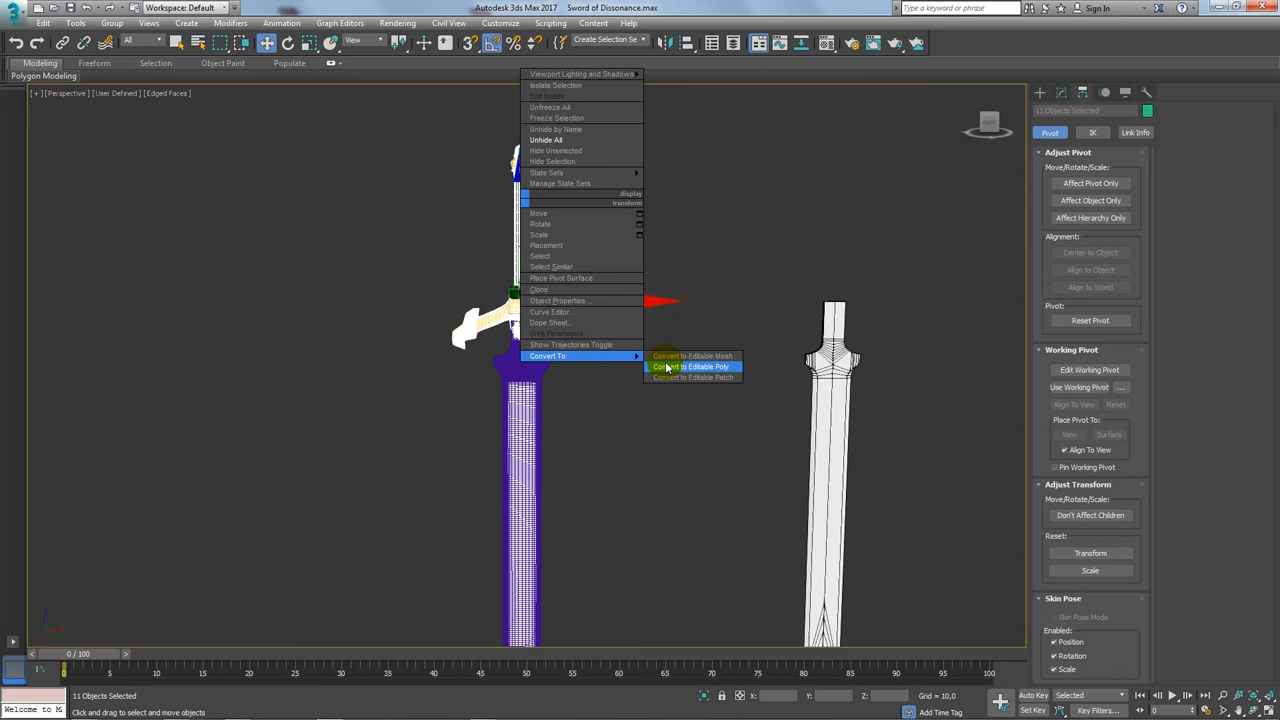 Workspace: Default
Autodesk 3ds Max 2017 Sword of Dissonance.max
Type a keyword or phrase
Sign In
Edit Tools Group Views Create Modifiers Animation Graph Editors Rendering Civil View Customize Scripting Content Help
All
View
Create Selection Se
Modeling Freeform Selection Object Paint Populate
Polygon Modeling
[ + ] [Perspective ] [User Defined ] [Edged Faces ]
FRONT
Viewport Lighting and Shadows
Isolate Selection
End Isolate
Unfreeze All
Freeze Selection
Unhide by Name
Unhide All
Hide Unselected
Hide Selection
State Sets
Manage State Sets...
display
transform
Move
Rotate
Scale
Placement
Select
Select Similar
Place Pivot Surface
Clone
Object Properties...
Curve Editor...
Dope Sheet...
Wire Parameters...
Show Trajectories Toggle
Convert To:
Convert to Editable Mesh
Convert to Editable Poly
Convert to Editable Patch
11 Objects Selected
Pivot IK Link Info
Adjust Pivot
Move/Rotate/Scale:
Affect Pivot Only
Affect Object Only
Affect Hierarchy Only
Alignment:
Center to Object
Align to Object
Align to World
Pivot:
Reset Pivot
Working Pivot
Edit Working Pivot
Use Working Pivot ...
Align To View Reset
Place Pivot To:
View Surface
Align To View
Pin Working Pivot
Adjust Transform
Move/Rotate/Scale:
Don't Affect Children
Reset:
Transform
Scale
Skin Pose
Skin Pose Mode
Enabled:
Position
Rotation
Scale
0 / 100
0 5 10 15 20 25 30 35 40 45 50 55 60 65 70 75 80 85 90 95 100
11 Objects Selected
X: Y: Z: Grid = 10,0
Auto Key Selected
Welcome to M
Click and drag to select and move objects
Add Time Tag
Set Key Key Filters...
0